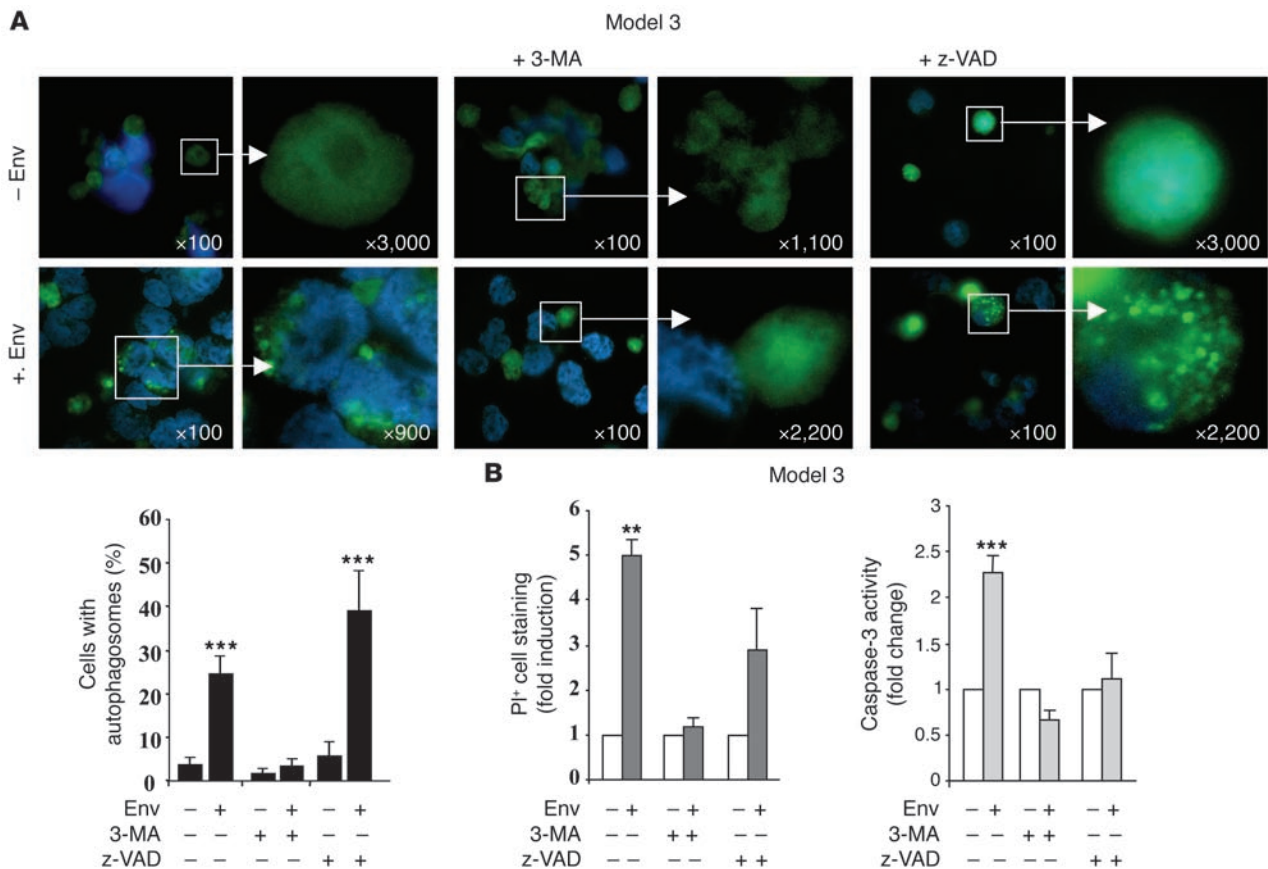 A
Model 3
+ 3-MA
+ z-VAD
– Env
×100
×3,000
×100
×1,100
×100
×3,000
+. Env
×100
×900
×100
×2,200
×100
×2,200
B
Model 3
Cells with
autophagosomes (%)
60
50
40
30
20
10
0
***
***
Env – + – + – +
3-MA – – + + – –
z-VAD – – – – + +
PI+ cell staining
(fold induction)
6
5
4
3
2
1
0
**
Env – + – + – +
3-MA – – + + – –
z-VAD – – – – + +
Caspase-3 activity
(fold change)
3
2.5
2
1.5
1
0.5
0
***
Env – + – + – +
3-MA – – + + – –
z-VAD – – – – + +